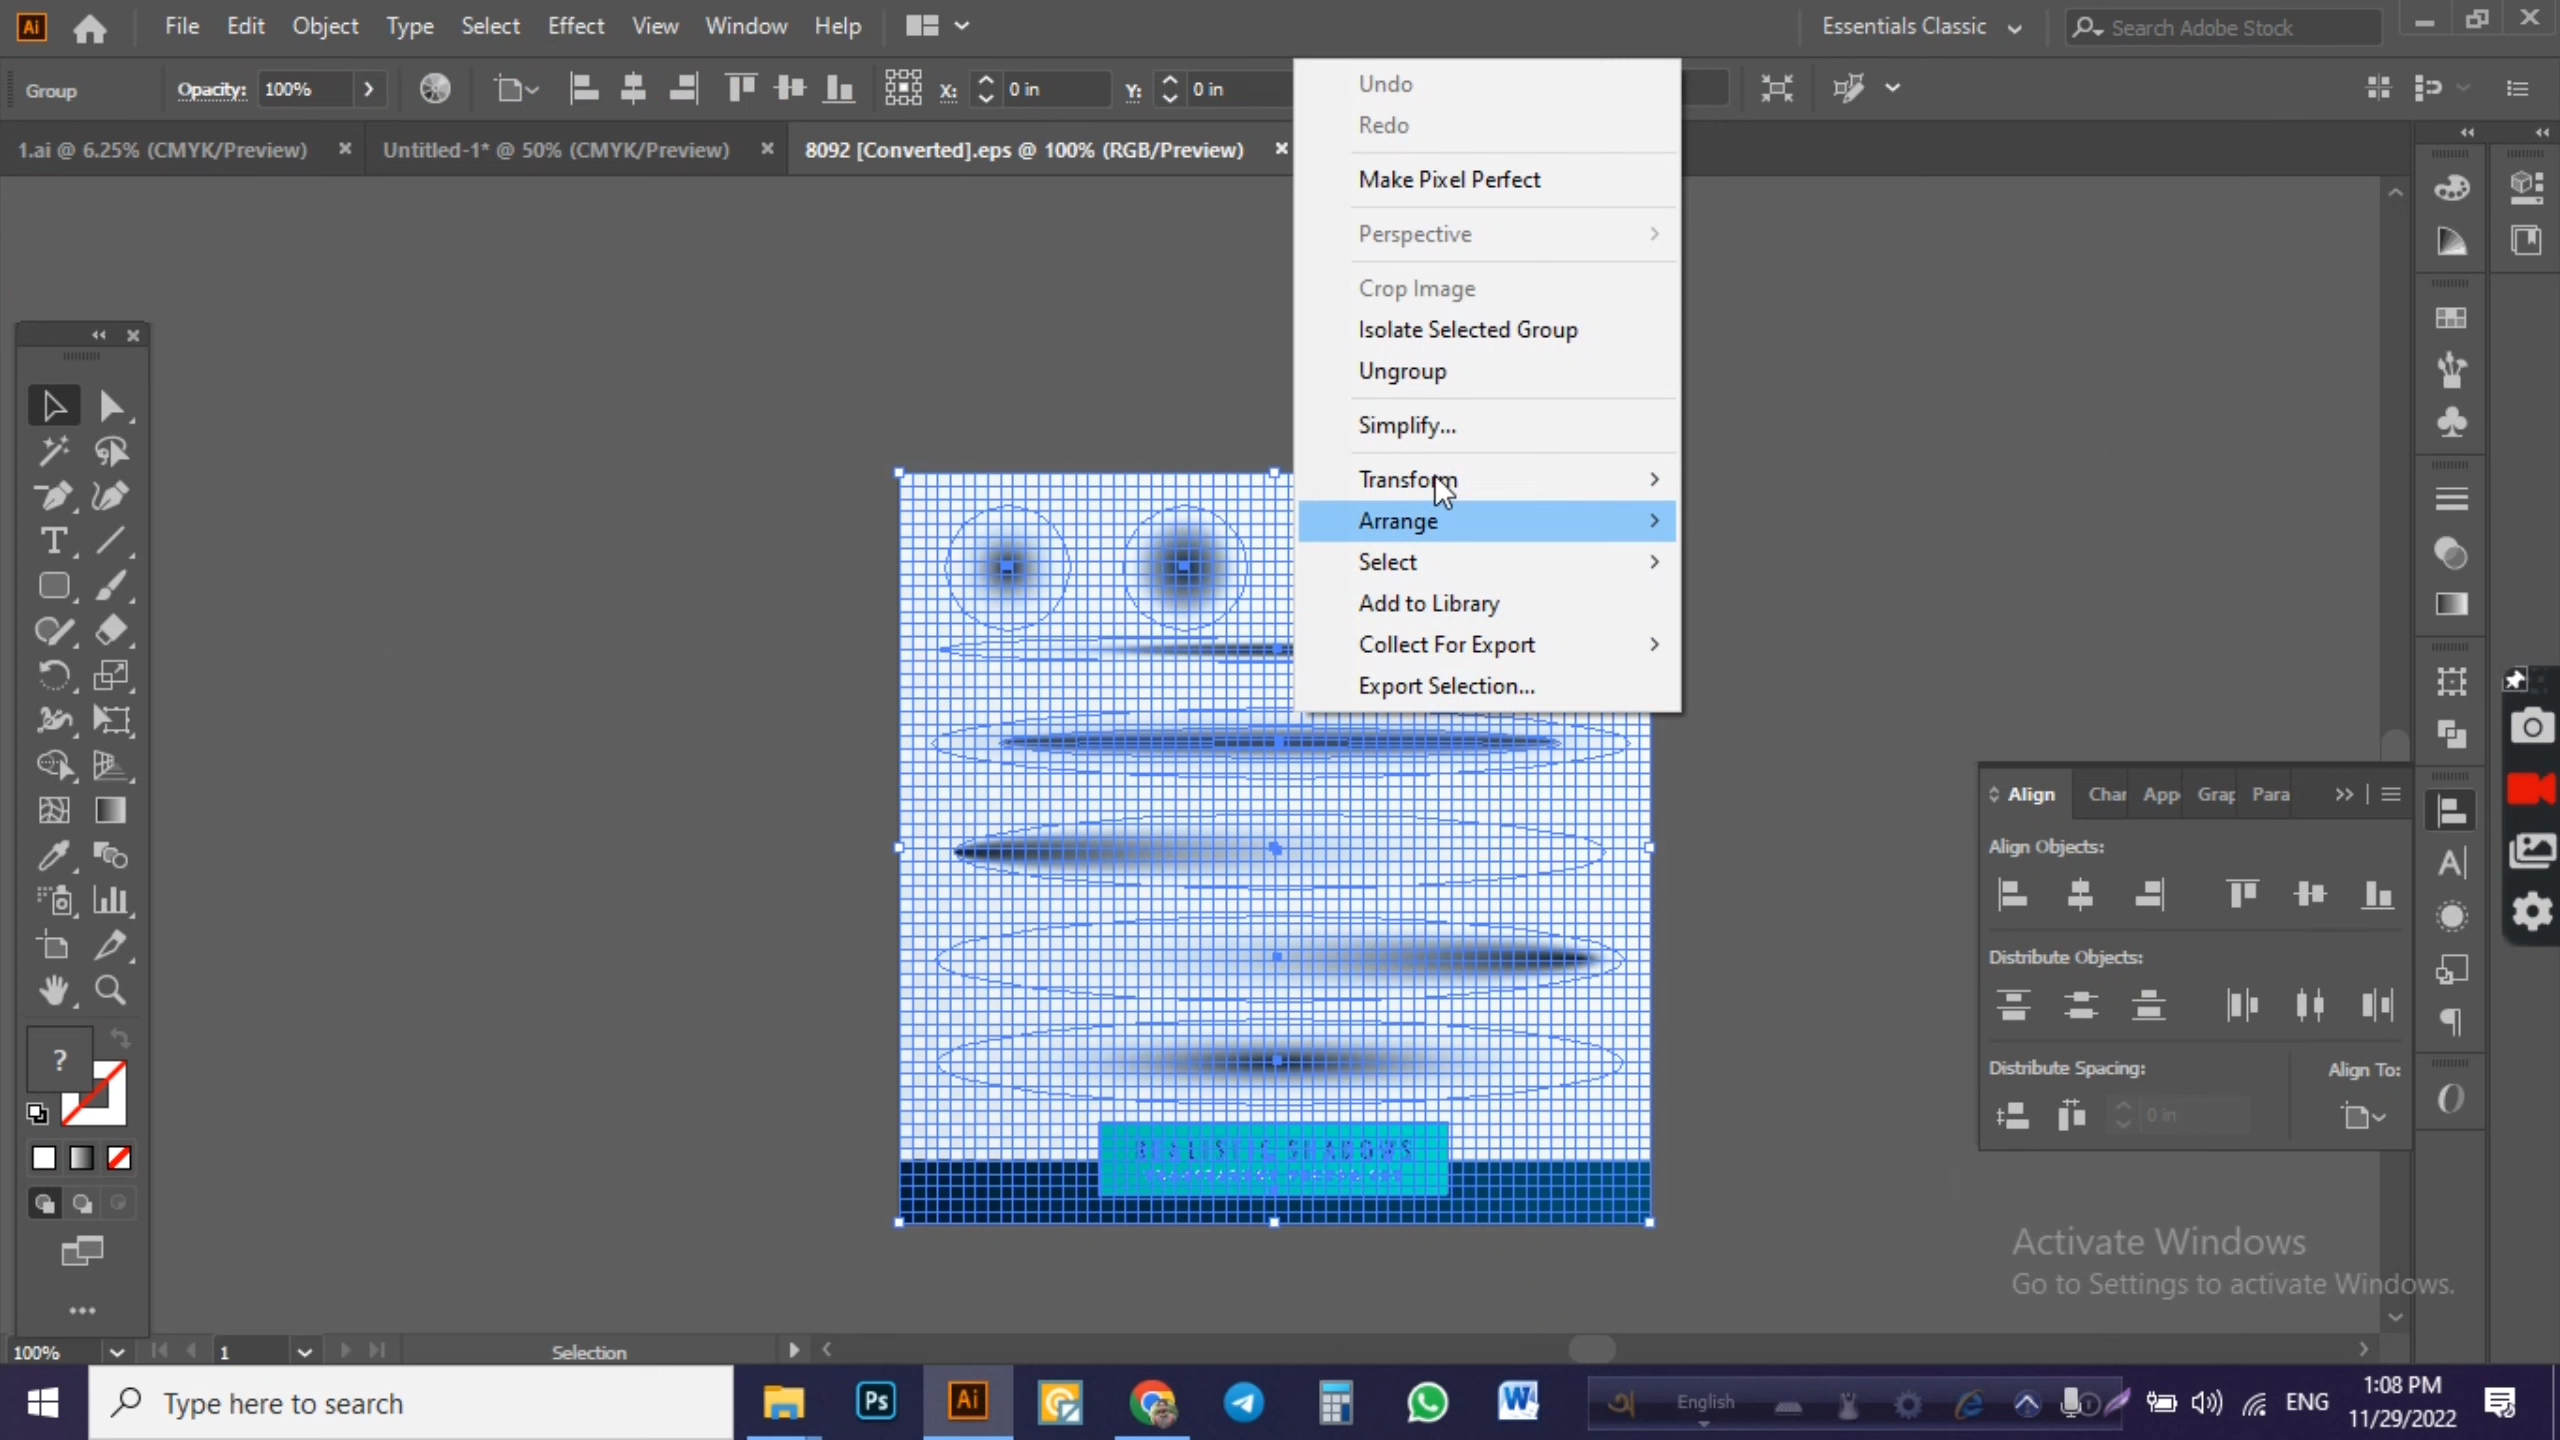 Ai File Edit Object Type Select Effect View Window Help Essentials Classic Search Adobe Stock
Group Opacity: 100% X: 0 in Y: 0 in
1.ai @ 6.25% (CMYK/Preview) × Untitled-1* @ 50% (CMYK/Preview) × 8092 [Converted].eps @ 100% (RGB/Preview) ×
Undo
Redo
Make Pixel Perfect
Perspective
Crop Image
Isolate Selected Group
Ungroup
Simplify...
Transform
Arrange
Select
Add to Library
Collect For Export
Export Selection...
Align Char App Grap Para
Align Objects:
Distribute Objects:
Distribute Spacing: Align To:
0 in
?
REALISTIC SHADOWS
Activate Windows
Go to Settings to activate Windows.
100% 1 Selection
Type here to search Ps Ai W English ENG 1:08 PM
11/29/2022